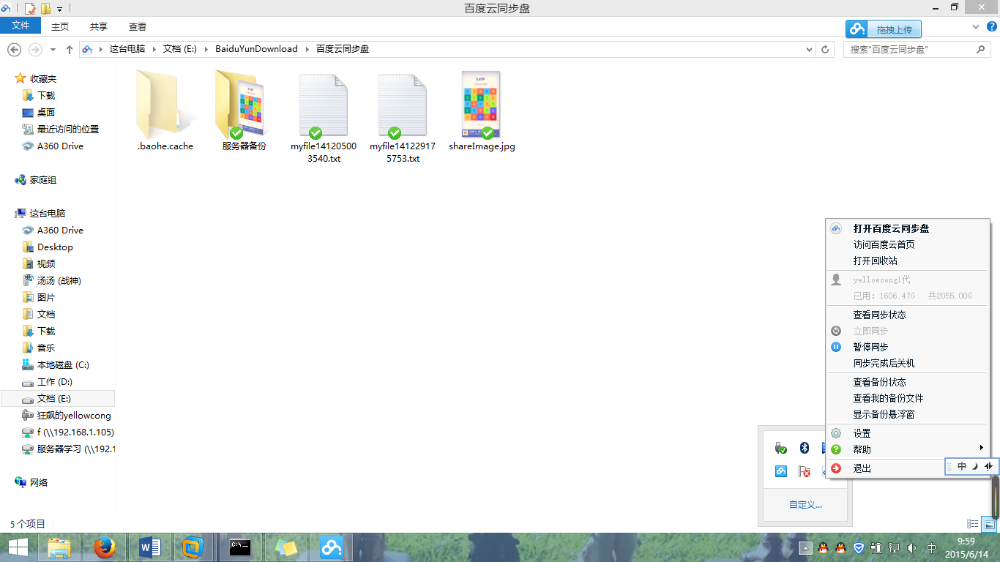 百度云同步盘
文件 主页 共享 查看
拖拽上传
这台电脑 文档 (E:) BaiduYunDownload 百度云同步盘
搜索"百度云同步盘"
收藏夹
下载
桌面
最近访问的位置
A360 Drive
家庭组
这台电脑
A360 Drive
Desktop
视频
汤汤 (战神)
图片
文档
下载
音乐
本地磁盘 (C:)
工作 (D:)
文档 (E:)
狂飙的yellowcong
f (\\192.168.1.105)
服务器学习 (\\192.1
网络
.baohe.cache
服务器备份
myfile14120500
3540.txt
myfile14122917
5753.txt
shareImage.jpg
打开百度云同步盘
访问百度云首页
打开回收站
yellowcong1代
已用: 1606.47G 共2055.00G
查看同步状态
立即同步
暂停同步
同步完成后关机
查看备份状态
查看我的备份文件
显示备份悬浮窗
设置
帮助
退出
中
自定义...
5 个项目
中
9:59
2015/6/14